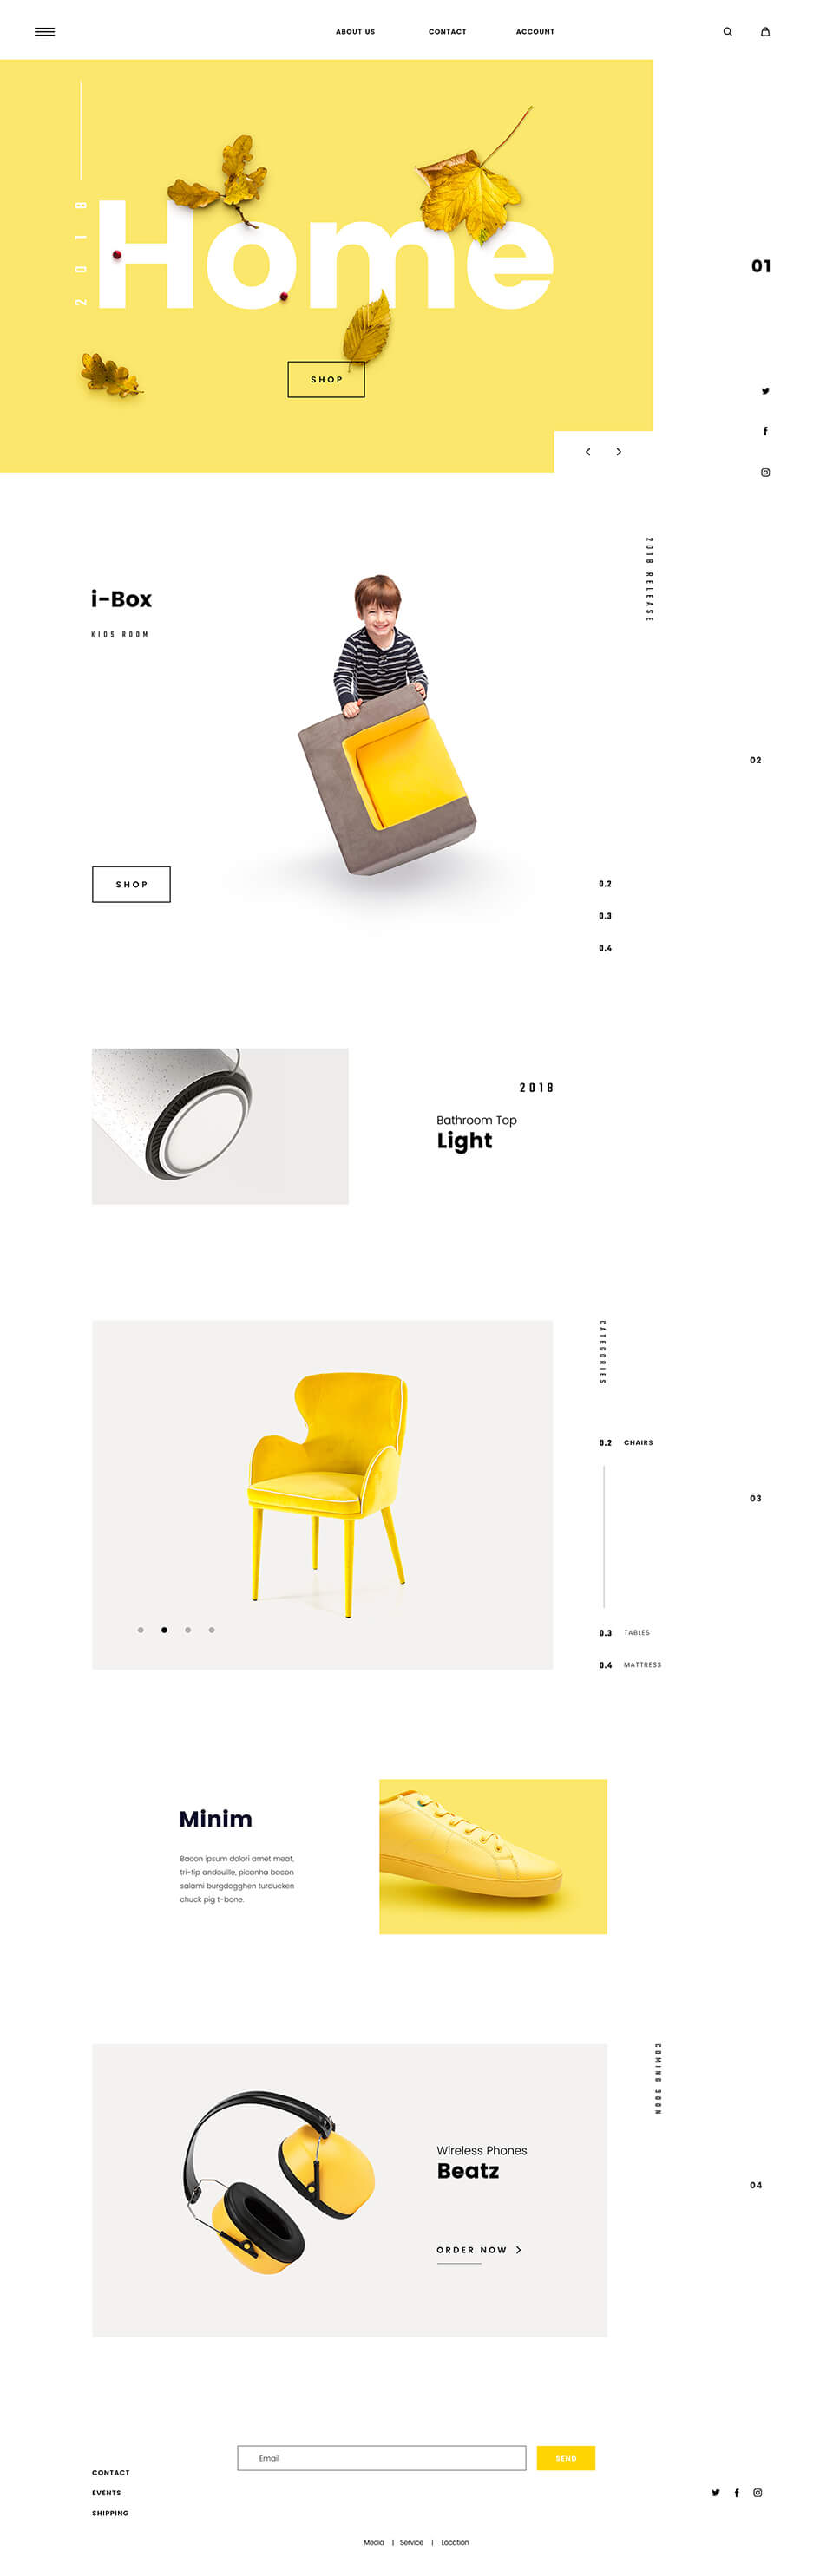 ABOUT US CONTACT ACCOUNT
2018
Home
01
SHOP
2018 RELEASE
i-Box
KIDS ROOM
02
SHOP
0.2
0.3
0.4
2018
Bathroom Top
Light
CATEGORIES
0.2 CHAIRS
03
0.3 TABLES
0.4 MATTRESS
Minim
Bacon ipsum dolori amet meat,
tri-tip andouille, picanha bacon
salami burgdogghen turducken
chuck pig t-bone.
COMING SOON
Wireless Phones
Beatz
04
ORDER NOW
Email SEND
CONTACT
EVENTS
SHIPPING
Media | Service | Location